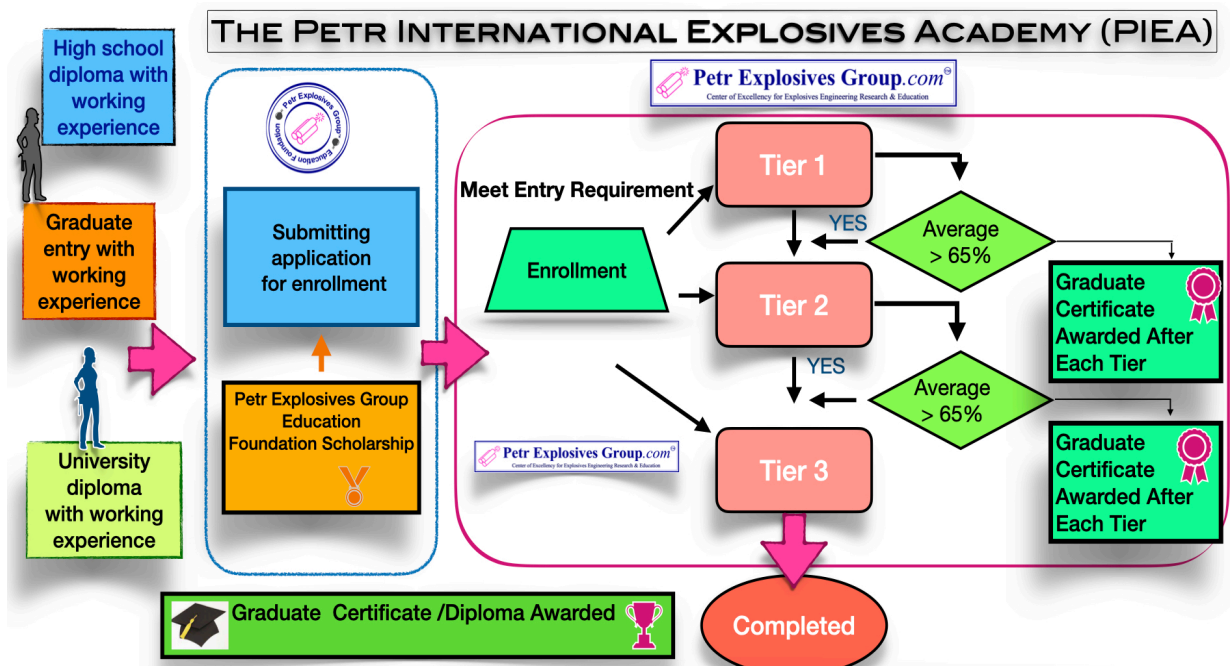 THE PETR INTERNATIONAL EXPLOSIVES ACADEMY (PIEA)
High school
diploma with
working
experience
Graduate
entry with
working
experience
University
diploma
with working
experience
Petr Explosives Group
Education Foundation
Submitting
application
for enrollment
Petr Explosives Group
Education
Foundation Scholarship
Petr Explosives Group.com
Center of Excellency for Explosives Engineering Research & Education
Meet Entry Requirement
Enrollment
Tier 1
YES
Average
> 65%
Graduate
Certificate
Awarded After
Each Tier
Tier 2
YES
Average
> 65%
Graduate
Certificate
Awarded After
Each Tier
Petr Explosives Group.com
Center of Excellency for Explosives Engineering Research & Education
Tier 3
Graduate Certificate /Diploma Awarded
Completed